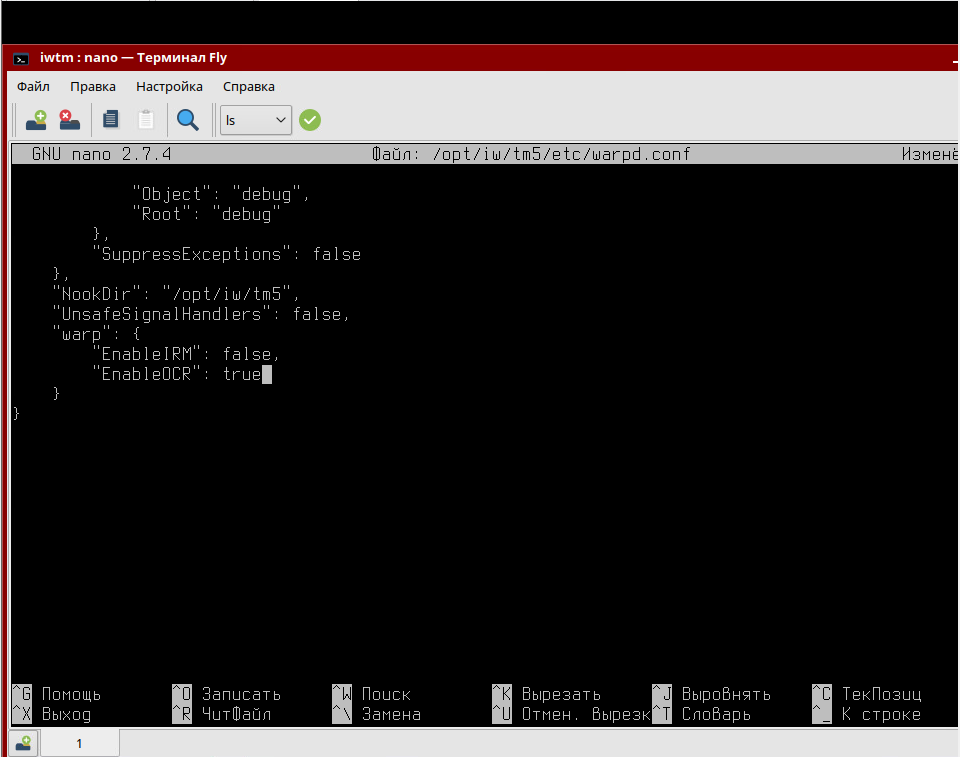 iwtm : nano — Терминал Fly
Файл Правка Настройка Справка
ls
GNU nano 2.7.4 Файл: /opt/iw/tm5/etc/warpd.conf Изменё
"Object": "debug",
"Root": "debug"
},
"SuppressExceptions": false
},
"NookDir": "/opt/iw/tm5",
"UnsafeSignalHandlers": false,
"warp": {
"EnableIRM": false,
"EnableOCR": true
}
}
^G Помощь ^O Записать ^W Поиск ^K Вырезать ^J Выровнять ^C ТекПозиц
^X Выход ^R ЧитФайл ^\ Замена ^U Отмен. Вырезк ^T Словарь ^_ К строке
1